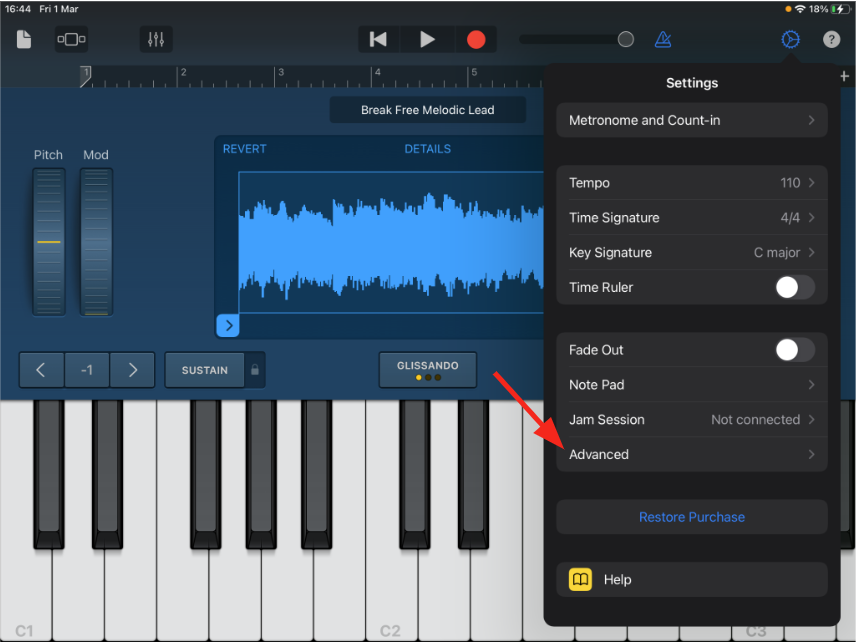 16:44 Fri 1 Mar
18%
?
1 2 3 4 5
+
Settings
Break Free Melodic Lead
Metronome and Count-in
Pitch Mod
REVERT DETAILS
Tempo 110
Time Signature 4/4
Key Signature C major
Time Ruler
Fade Out
-1 SUSTAIN GLISSANDO
Note Pad
Jam Session Not connected
Advanced
Restore Purchase
Help
C1 C2 C3